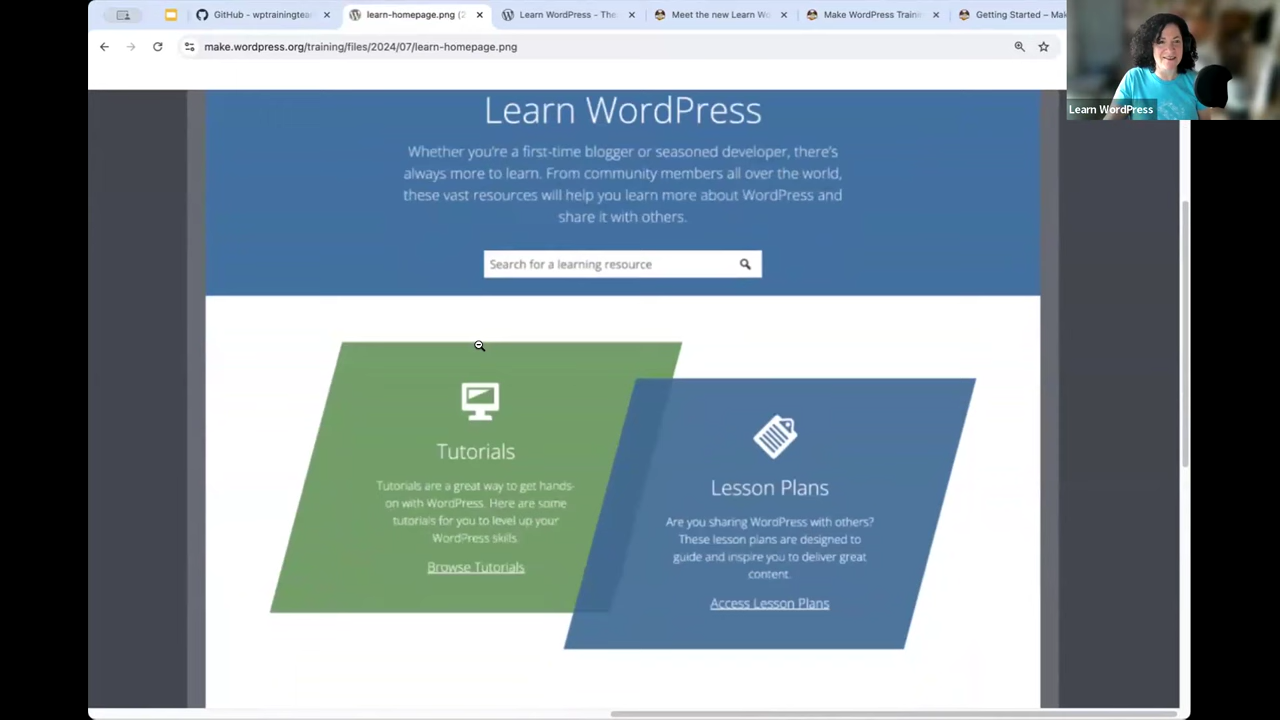 GitHub - wptrainingtea
learn-homepage.png (2
Learn WordPress - The
Meet the new Learn Wo
Make WordPress Trainin
Getting Started – Ma
make.wordpress.org/training/files/2024/07/learn-homepage.png
Learn WordPress
Learn WordPress
Whether you're a first-time blogger or seasoned developer, there's
always more to learn. From community members all over the world,
these vast resources will help you learn more about WordPress and
share it with others.
Search for a learning resource
Tutorials
Tutorials are a great way to get hands-
on with WordPress. Here are some
tutorials for you to level up your
WordPress skills.
Browse Tutorials
Lesson Plans
Are you sharing WordPress with others?
These lesson plans are designed to
guide and inspire you to deliver great
content.
Access Lesson Plans